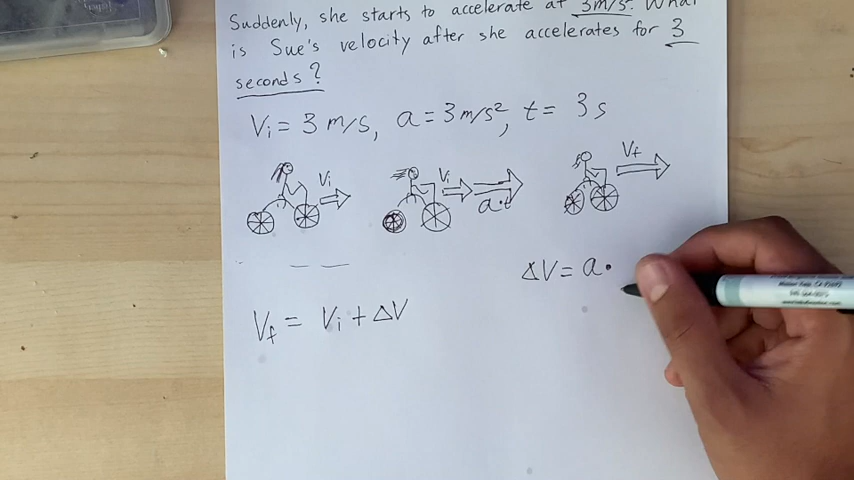 Suddenly, she starts to accelerate at 3m/s². What
is Sue's velocity after she accelerates for 3
seconds?
Vi = 3 m/s, a = 3 m/s², t = 3 s
Vi
Vi
a·t
Vf
ΔV = a·
Vf = Vi + ΔV